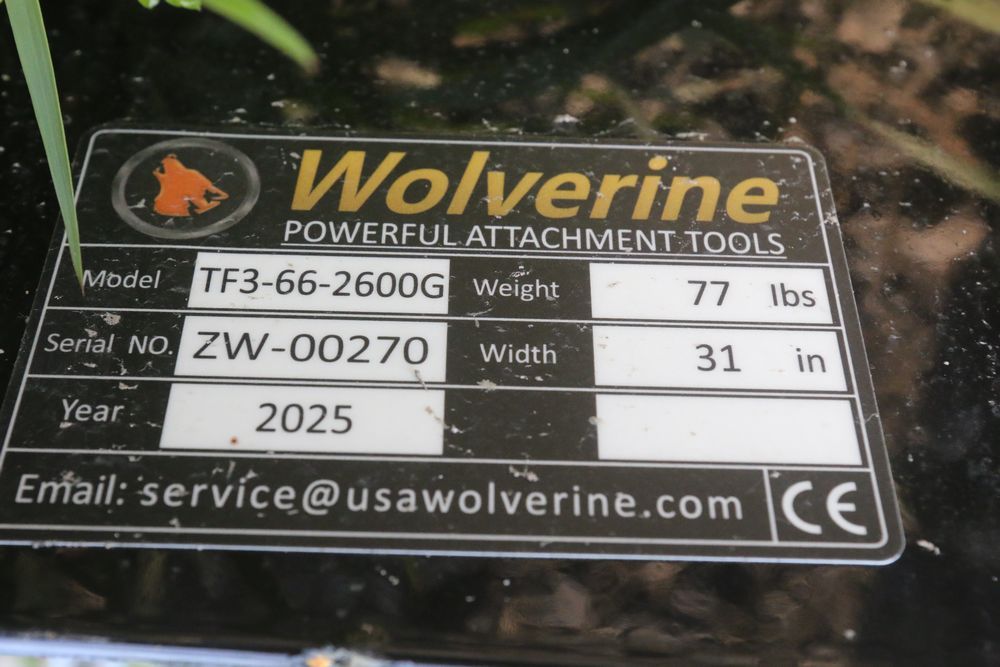 Wolverine
POWERFUL ATTACHMENT TOOLS
Model TF3-66-2600G Weight 77 lbs
Serial NO. ZW-00270 Width 31 in
Year 2025
Email: service@usawolverine.com CE